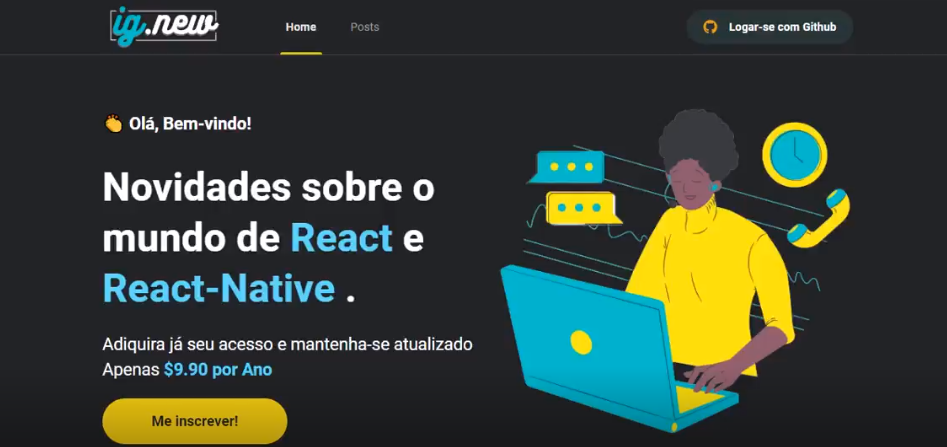 ig.new
Home
Posts
Logar-se com Github
👏 Olá, Bem-vindo!
Novidades sobre o
mundo de React e
React-Native .
Adiquira já seu acesso e mantenha-se atualizado
Apenas $9.90 por Ano
Me inscrever!